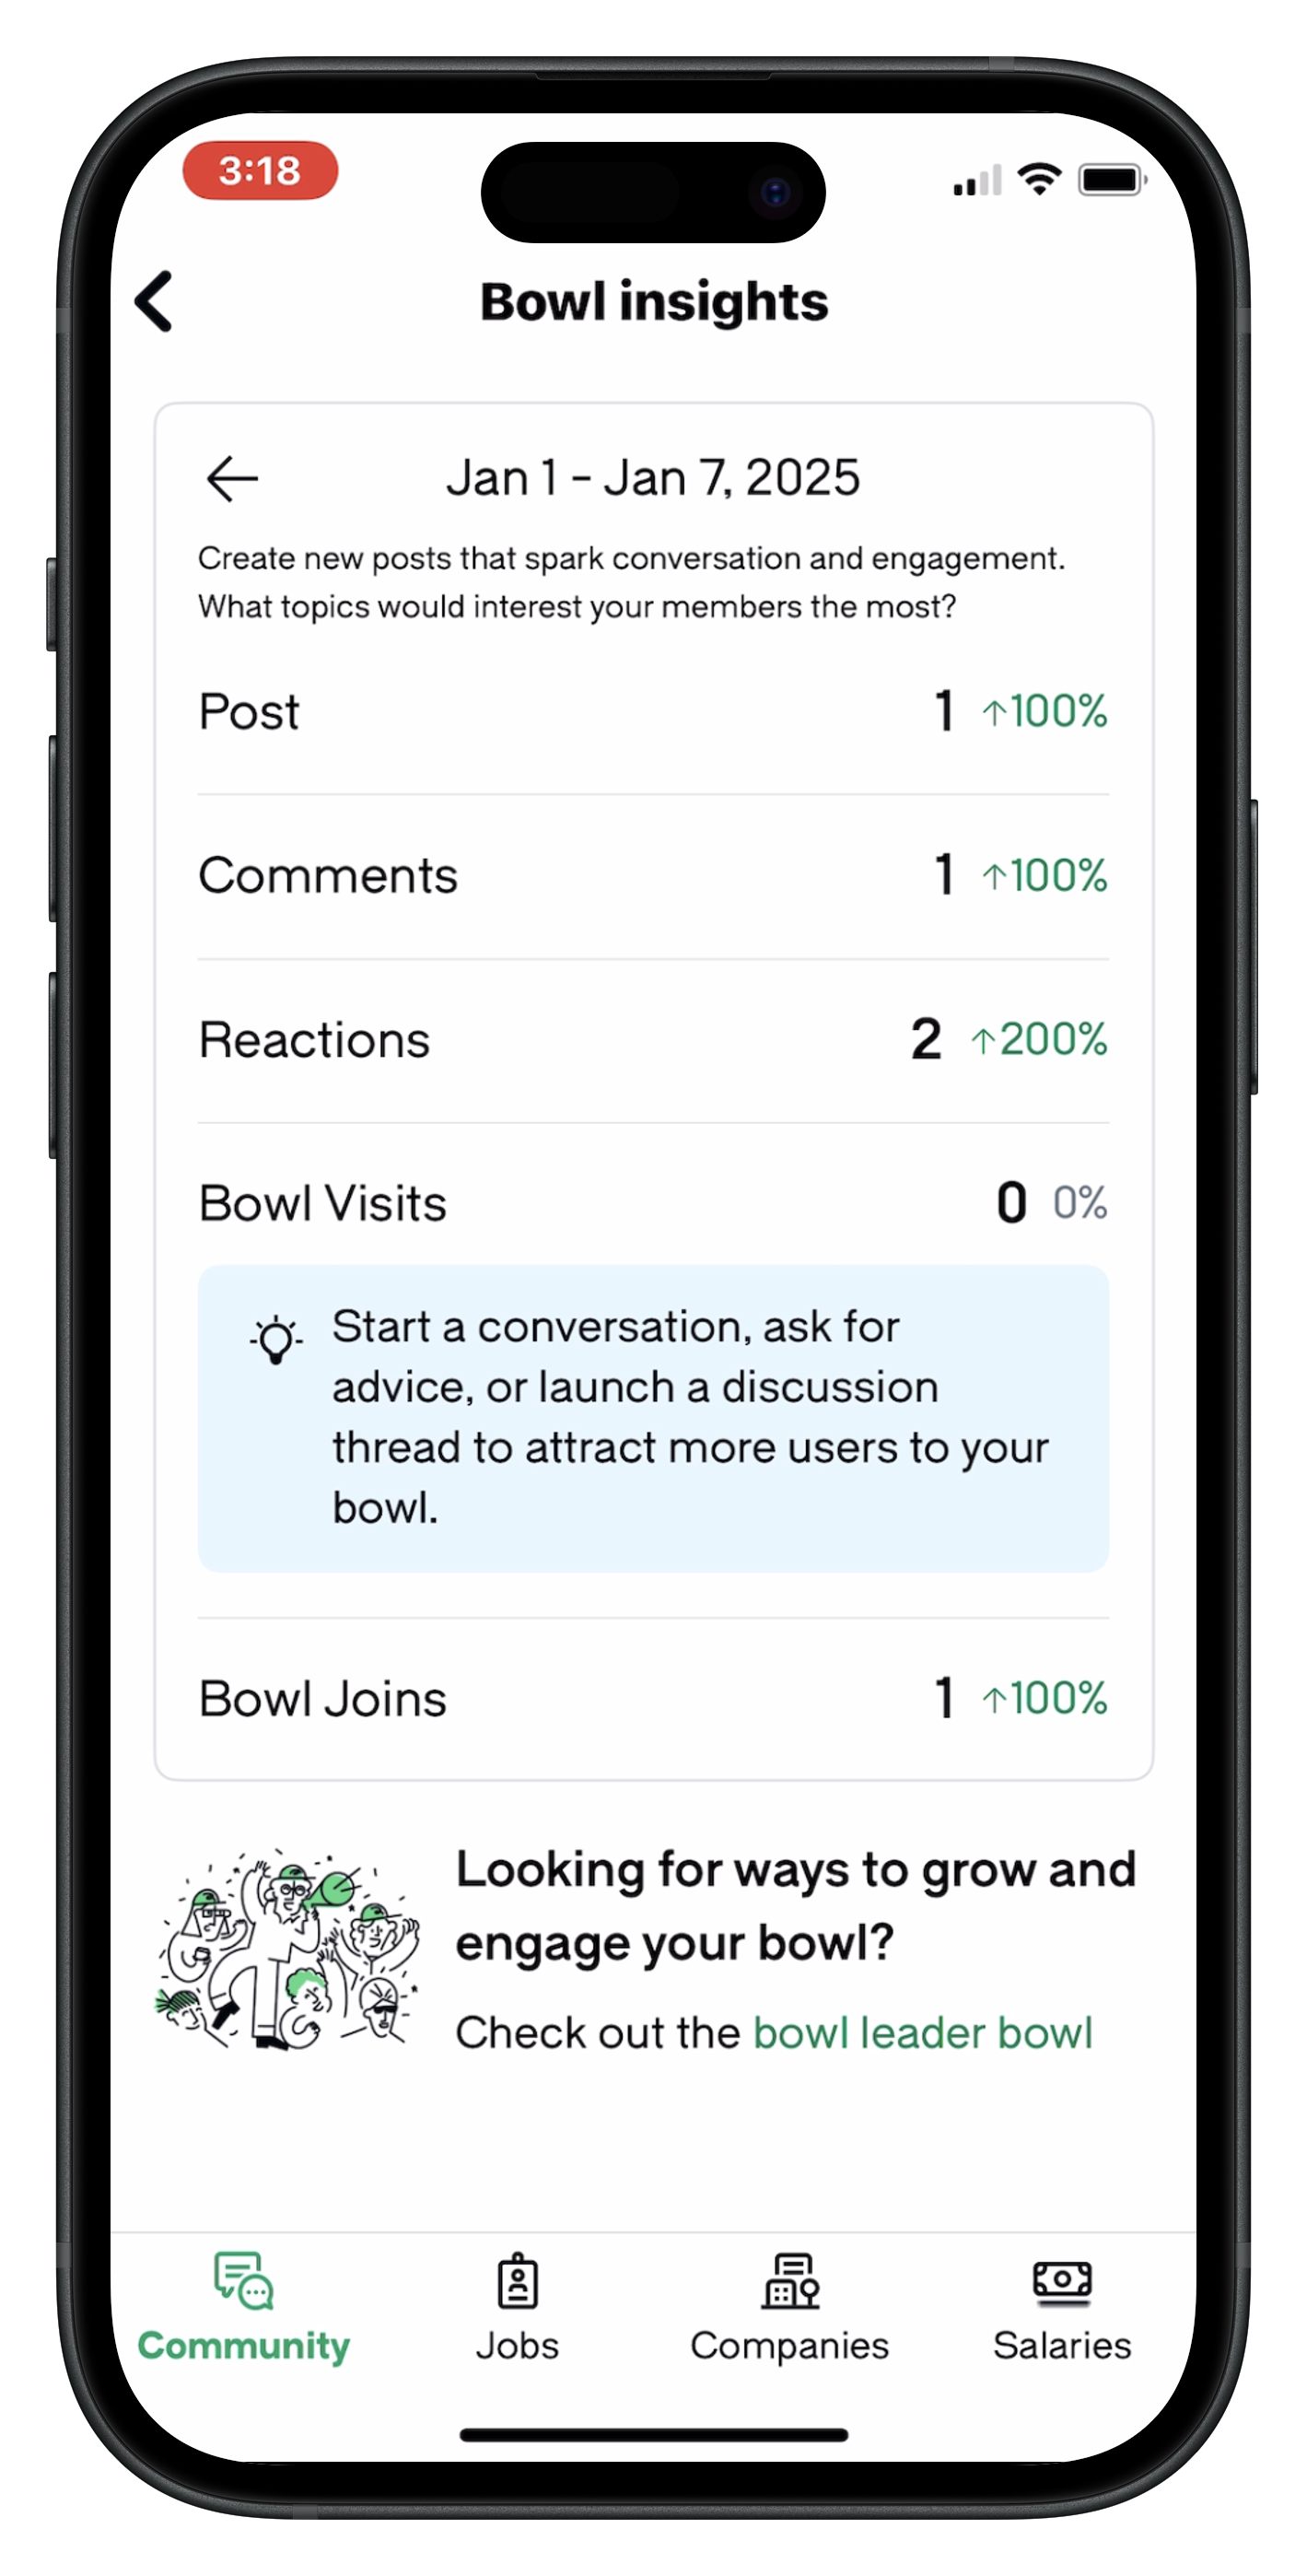 3:18
Bowl insights
Jan 1 - Jan 7, 2025
Create new posts that spark conversation and engagement.
What topics would interest your members the most?
Post 1 ↑100%
Comments 1 ↑100%
Reactions 2 ↑200%
Bowl Visits 0 0%
Start a conversation, ask for
advice, or launch a discussion
thread to attract more users to your
bowl.
Bowl Joins 1 ↑100%
Looking for ways to grow and
engage your bowl?
Check out the bowl leader bowl
Community Jobs Companies Salaries